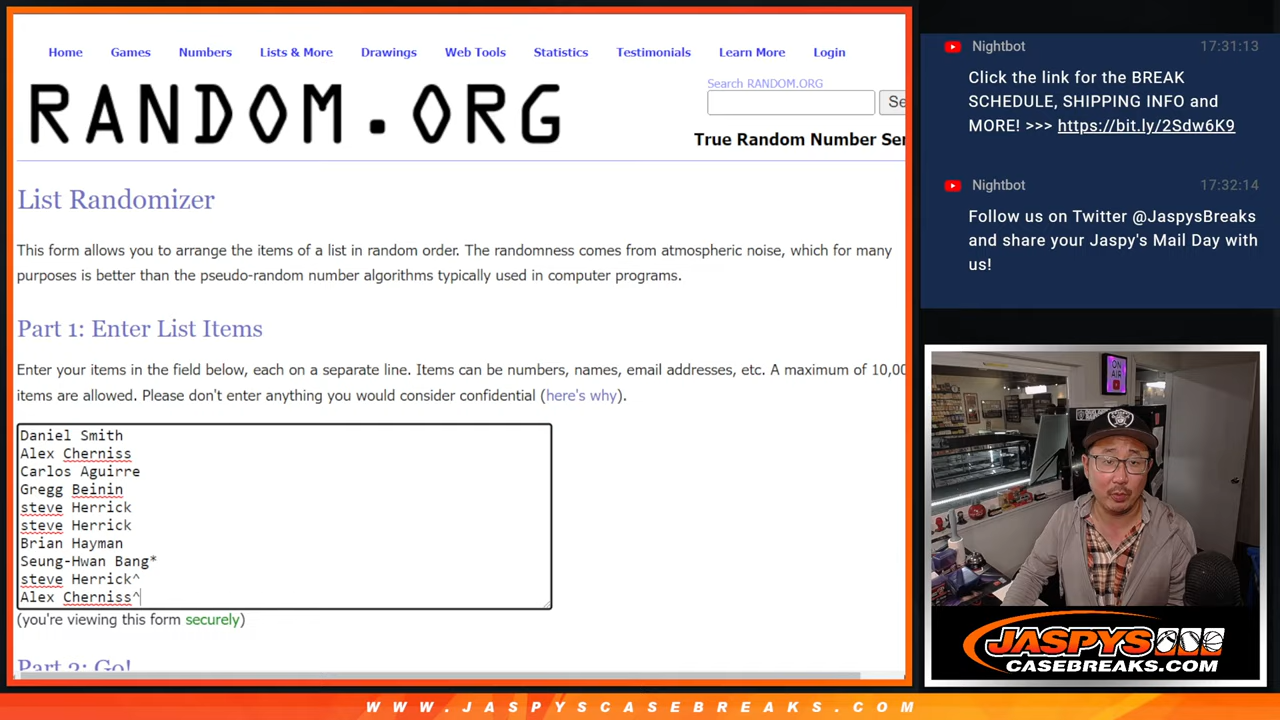 Home Games Numbers Lists & More Drawings Web Tools Statistics Testimonials Learn More Login
RANDOM.ORG
Search RANDOM.ORG
True Random Number
List Randomizer
This form allows you to arrange the items of a list in random order. The randomness comes from atmospheric noise, which for many
purposes is better than the pseudo-random number algorithms typically used in computer programs.
Part 1: Enter List Items
Enter your items in the field below, each on a separate line. Items can be numbers, names, email addresses, etc. A maximum of 10,00
items are allowed. Please don't enter anything you would consider confidential (here's why).
Daniel Smith
Alex Cherniss
Carlos Aguirre
Gregg Beinin
steve Herrick
steve Herrick
Brian Hayman
Seung-Hwan Bang*
steve Herrick^
Alex Cherniss^
(you're viewing this form securely)
Part 2: Go!
Nightbot 17:31:13
Click the link for the BREAK
SCHEDULE, SHIPPING INFO and
MORE! >>> https://bit.ly/2Sdw6K9
Nightbot 17:32:14
Follow us on Twitter @JaspysBreaks
and share your Jaspy's Mail Day with
us!
ON
AIR
JASPYS
CASEBREAKS.COM
WWW.JASPYSCASEBREAKS.COM